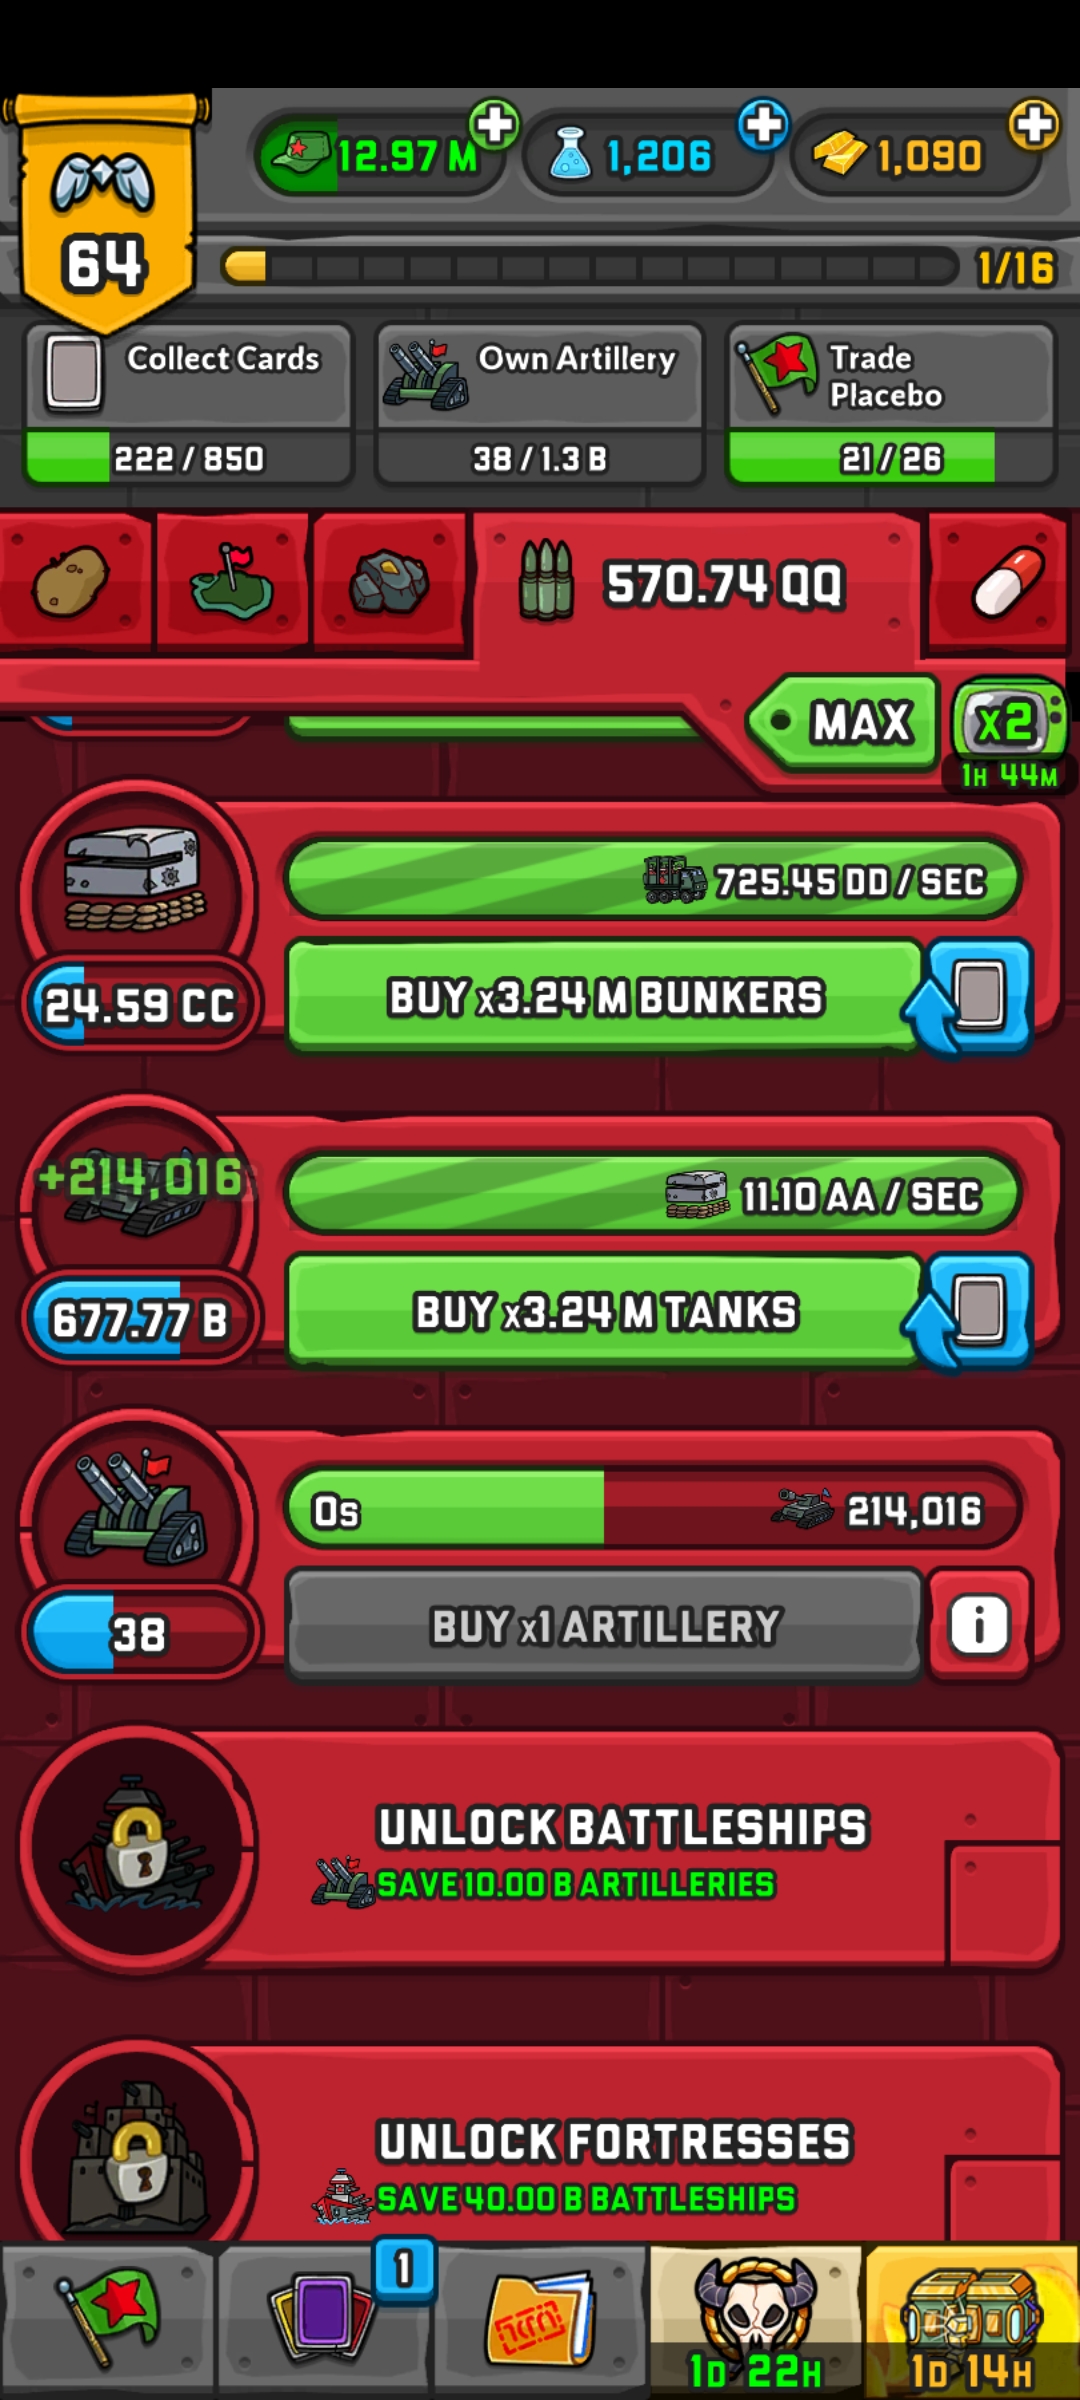 12.97 M
1,206
1,090
64
1/16
Collect Cards
222 / 850
Own Artillery
38 / 1.3 B
Trade
Placebo
21 / 26
570.74 QQ
MAX
x2
1H 44M
725.45 DD / SEC
24.59 CC
BUY x3.24 M BUNKERS
+214,016
11.10 AA / SEC
677.77 B
BUY x3.24 M TANKS
0s
214,016
38
BUY x1 ARTILLERY
i
UNLOCK BATTLESHIPS
SAVE 10.00 B ARTILLERIES
UNLOCK FORTRESSES
SAVE 40.00 B BATTLESHIPS
1
1D 22H
1D 14H